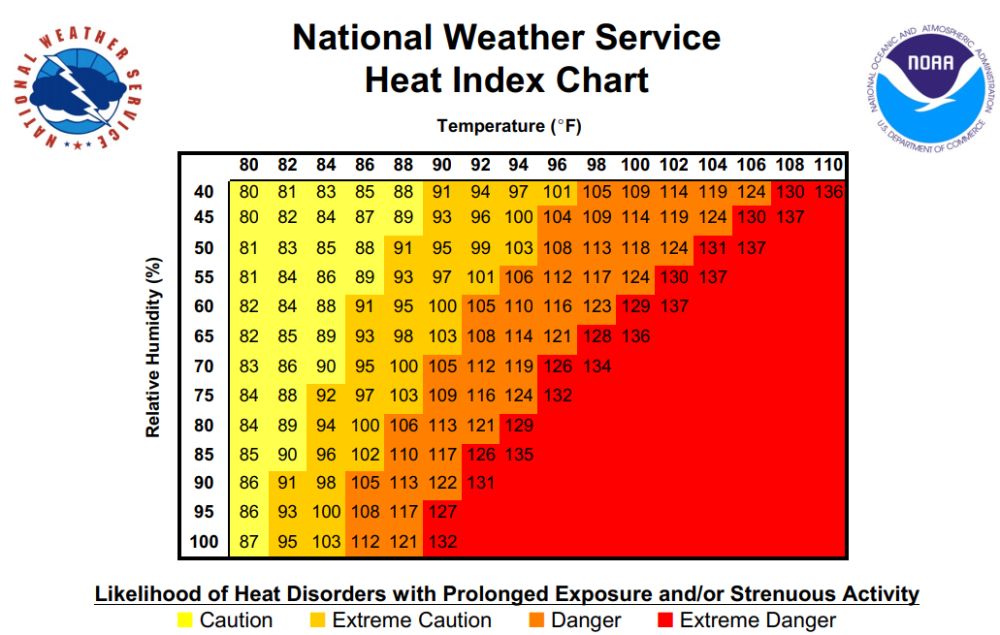 National Weather Service
Heat Index Chart
NATIONAL WEATHER SERVICE
NATIONAL OCEANIC AND ATMOSPHERIC ADMINISTRATION
NOAA
U.S. DEPARTMENT OF COMMERCE
Temperature (°F)
80 82 84 86 88 90 92 94 96 98 100 102 104 106 108 110
Relative Humidity (%)
40 80 81 83 85 88 91 94 97 101 105 109 114 119 124 130 136
45 80 82 84 87 89 93 96 100 104 109 114 119 124 130 137
50 81 83 85 88 91 95 99 103 108 113 118 124 131 137
55 81 84 86 89 93 97 101 106 112 117 124 130 137
60 82 84 88 91 95 100 105 110 116 123 129 137
65 82 85 89 93 98 103 108 114 121 128 136
70 83 86 90 95 100 105 112 119 126 134
75 84 88 92 97 103 109 116 124 132
80 84 89 94 100 106 113 121 129
85 85 90 96 102 110 117 126 135
90 86 91 98 105 113 122 131
95 86 93 100 108 117 127
100 87 95 103 112 121 132
Likelihood of Heat Disorders with Prolonged Exposure and/or Strenuous Activity
Caution Extreme Caution Danger Extreme Danger